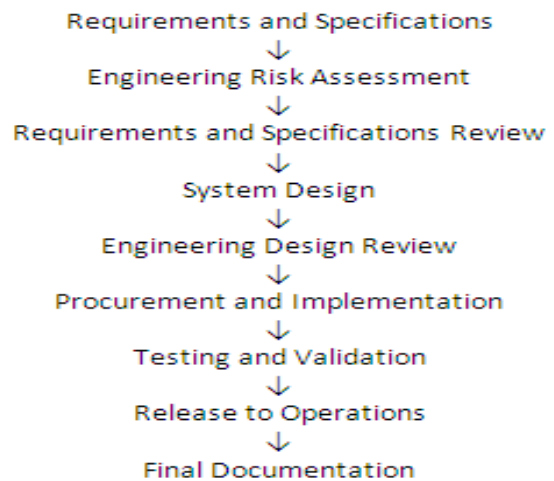 Requirements and Specifications
↓
Engineering Risk Assessment
↓
Requirements and Specifications Review
↓
System Design
↓
Engineering Design Review
↓
Procurement and Implementation
↓
Testing and Validation
↓
Release to Operations
↓
Final Documentation